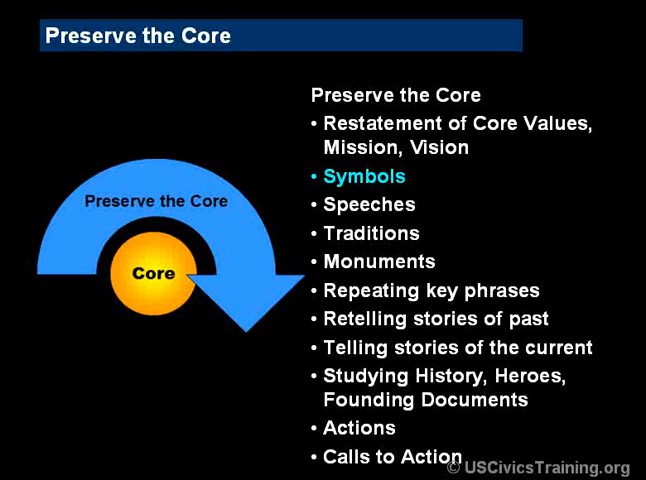 Preserve the Core
Preserve the Core
Core
Preserve the Core
• Restatement of Core Values,
Mission, Vision
• Symbols
• Speeches
• Traditions
• Monuments
• Repeating key phrases
• Retelling stories of past
• Telling stories of the current
• Studying History, Heroes,
Founding Documents
• Actions
• Calls to Action
© USCivicsTraining.org